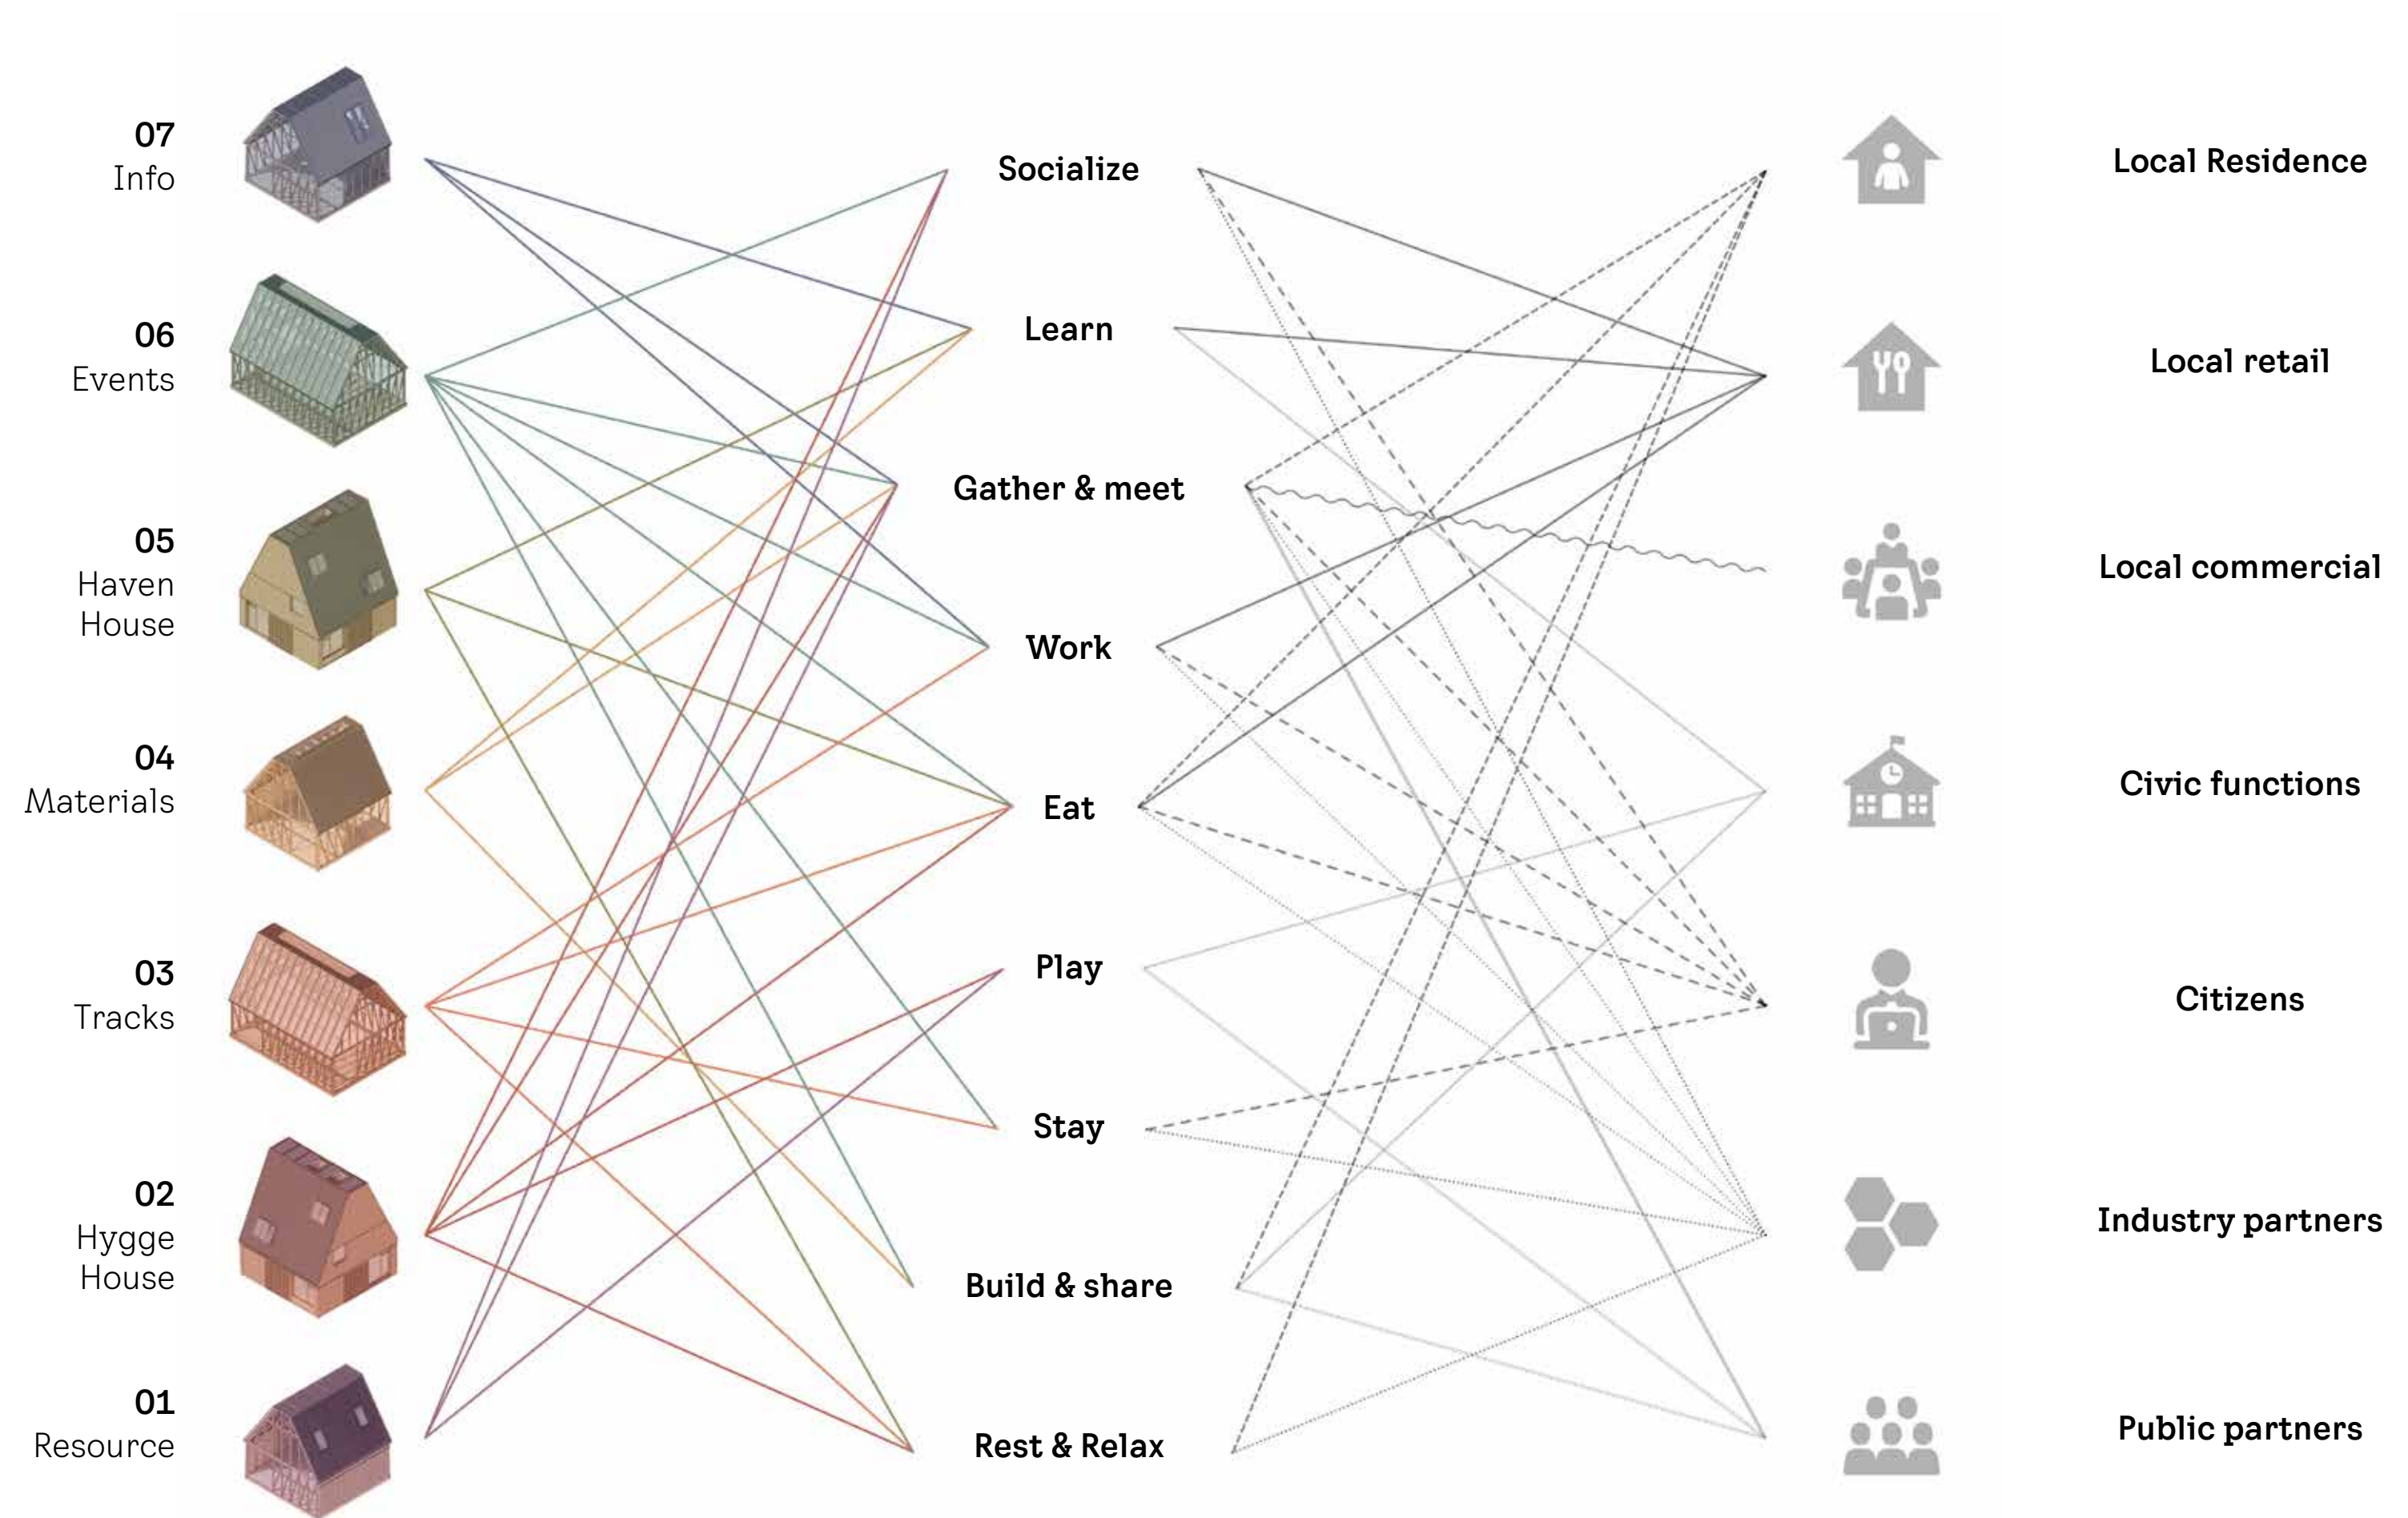 07
Info
06
Events
05
Haven
House
04
Materials
03
Tracks
02
Hygge
House
01
Resource
Socialize
Learn
Gather & meet
Work
Eat
Play
Stay
Build & share
Rest & Relax
Local Residence
Local retail
Local commercial
Civic functions
Citizens
Industry partners
Public partners